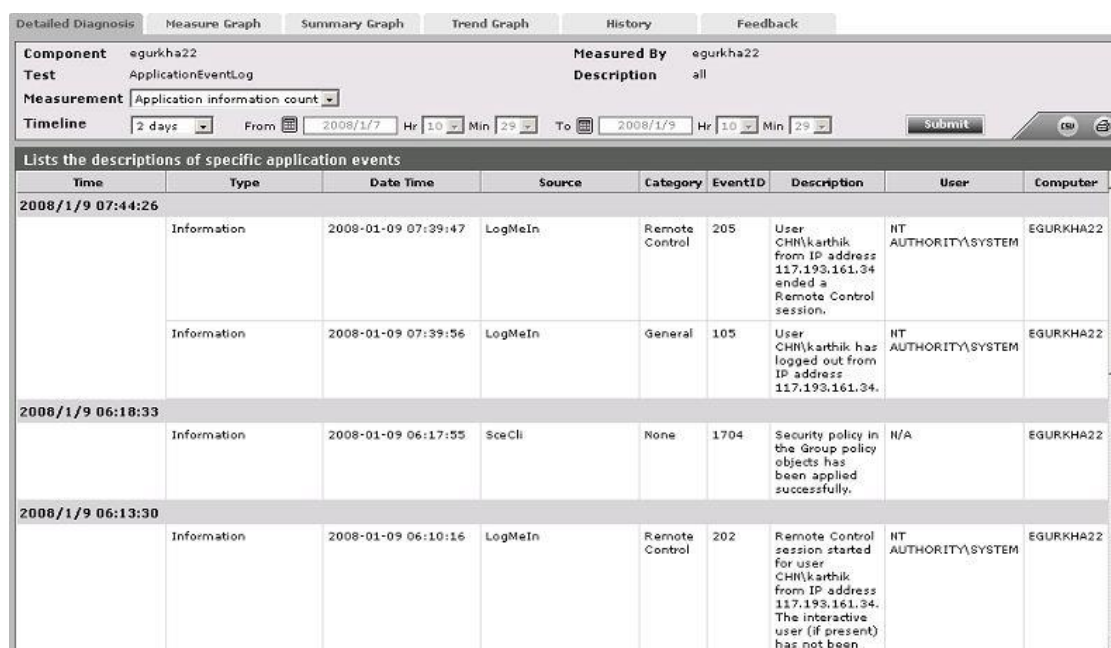 Detailed Diagnosis Measure Graph Summary Graph Trend Graph History Feedback
Component egurkha22 Measured By egurkha22
Test ApplicationEventLog Description all
Measurement Application information count
Timeline 2 days From 2008/1/7 Hr 10 Min 29 To 2008/1/9 Hr 10 Min 29 Submit CSV
Lists the descriptions of specific application events
Time Type Date Time Source Category EventID Description User Computer
2008/1/9 07:44:26
Information 2008-01-09 07:39:47 LogMeIn Remote 205 User NT EGURKHA22
Control CHN\karthik AUTHORITY\SYSTEM
from IP address
117.193.161.34
ended a
Remote Control
session.
Information 2008-01-09 07:39:56 LogMeIn General 105 User NT EGURKHA22
CHN\karthik has AUTHORITY\SYSTEM
logged out from
IP address
117.193.161.34.
2008/1/9 06:18:33
Information 2008-01-09 06:17:55 SceCli None 1704 Security policy in N/A EGURKHA22
the Group policy
objects has
been applied
successfully.
2008/1/9 06:13:30
Information 2008-01-09 06:10:16 LogMeIn Remote 202 Remote Control NT EGURKHA22
Control session started AUTHORITY\SYSTEM
for user
CHN\karthik
from IP address
117.193.161.34.
The interactive
user (if present)
has not been